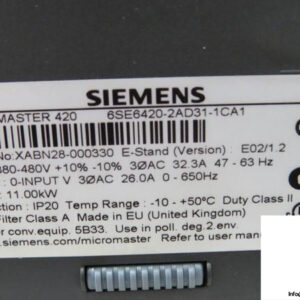 SIEMENS
MASTER 420 6SE6420-2AD31-1CA1
No:XABN28-000330 E-Stand (Version) : E02/1.2
380-480V +10% -10% 3ØAC 32.3A 47 - 63 Hz
: 0-INPUT V 3ØAC 26.0A 0 - 650Hz
: 11.00kW
ction : IP20 Temp Range : -10 - +50°C Duty Class II
Filter Class A Made in EU (United Kingdom)
er conv.equip. 5B33. Use in poll. deg.2 env.
.siemens.com/micromaster Refer to user man